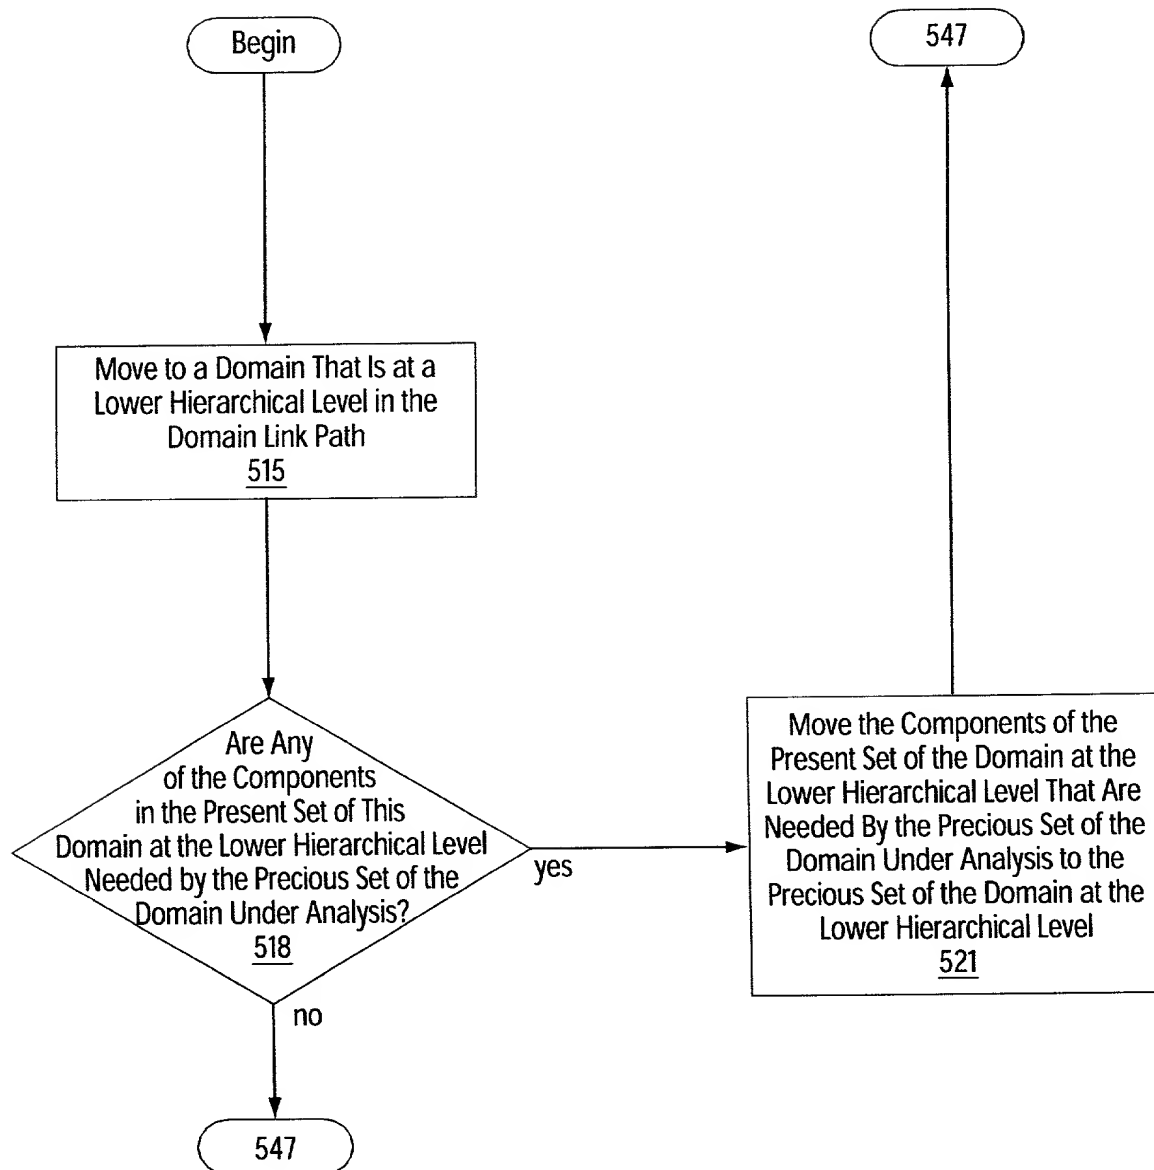 Begin
547
Move to a Domain That Is at a
Lower Hierarchical Level in the
Domain Link Path
515
Are Any
of the Components
in the Present Set of This
Domain at the Lower Hierarchical Level
Needed by the Precious Set of the
Domain Under Analysis?
518
yes
no
Move the Components of the
Present Set of the Domain at the
Lower Hierarchical Level That Are
Needed By the Precious Set of the
Domain Under Analysis to the
Precious Set of the Domain at the
Lower Hierarchical Level
521
547